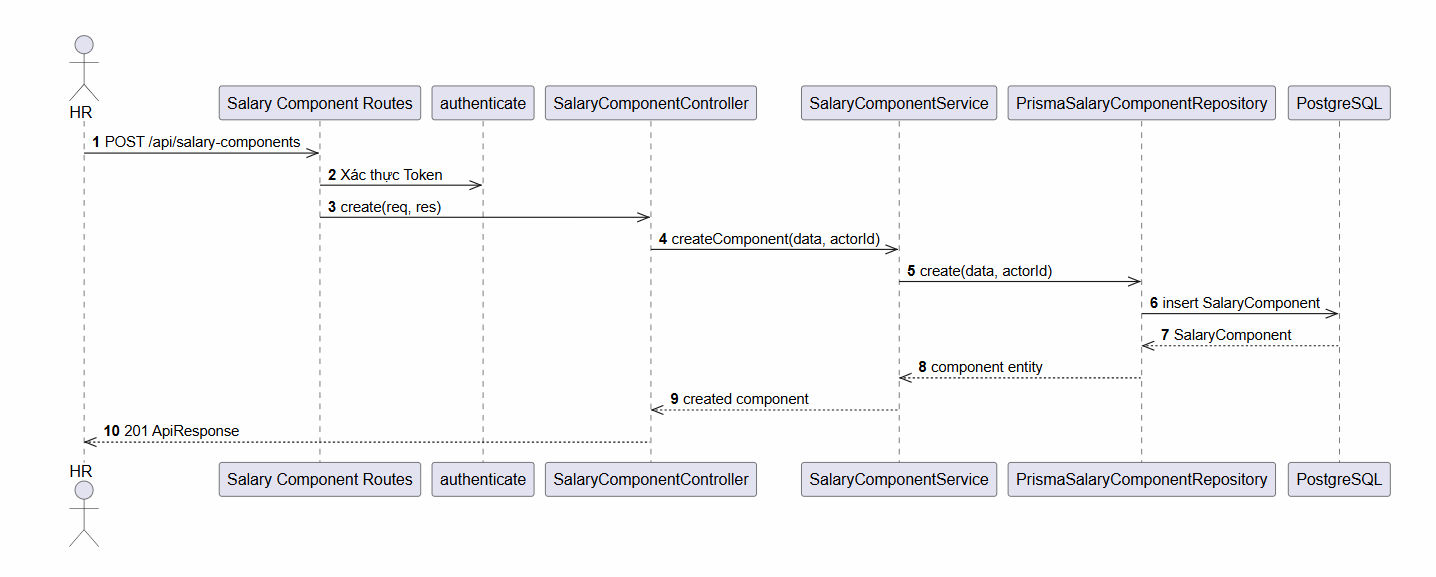 HR
Salary Component Routes
authenticate
SalaryComponentController
SalaryComponentService
PrismaSalaryComponentRepository
PostgreSQL
1 POST /api/salary-components
2 Xác thực Token
3 create(req, res)
4 createComponent(data, actorId)
5 create(data, actorId)
6 insert SalaryComponent
7 SalaryComponent
8 component entity
9 created component
10 201 ApiResponse
HR
Salary Component Routes
authenticate
SalaryComponentController
SalaryComponentService
PrismaSalaryComponentRepository
PostgreSQL